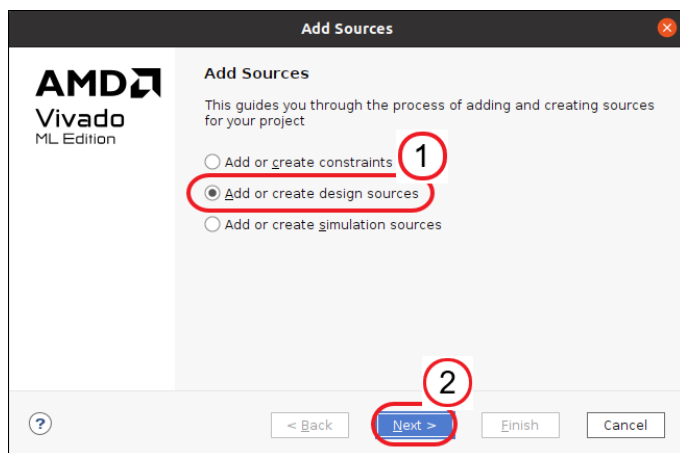 Add Sources
AMD
Vivado
ML Edition
Add Sources
This guides you through the process of adding and creating sources
for your project
Add or create constraints
1
Add or create design sources
Add or create simulation sources
2
?
< Back
Next >
Finish
Cancel